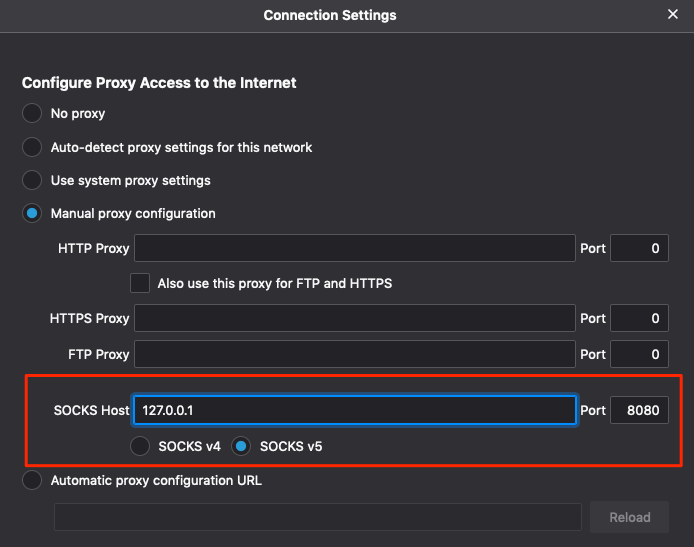 Connection Settings
Configure Proxy Access to the Internet
No proxy
Auto-detect proxy settings for this network
Use system proxy settings
Manual proxy configuration
HTTP Proxy Port 0
Also use this proxy for FTP and HTTPS
HTTPS Proxy Port 0
FTP Proxy Port 0
SOCKS Host 127.0.0.1 Port 8080
SOCKS v4 SOCKS v5
Automatic proxy configuration URL
Reload